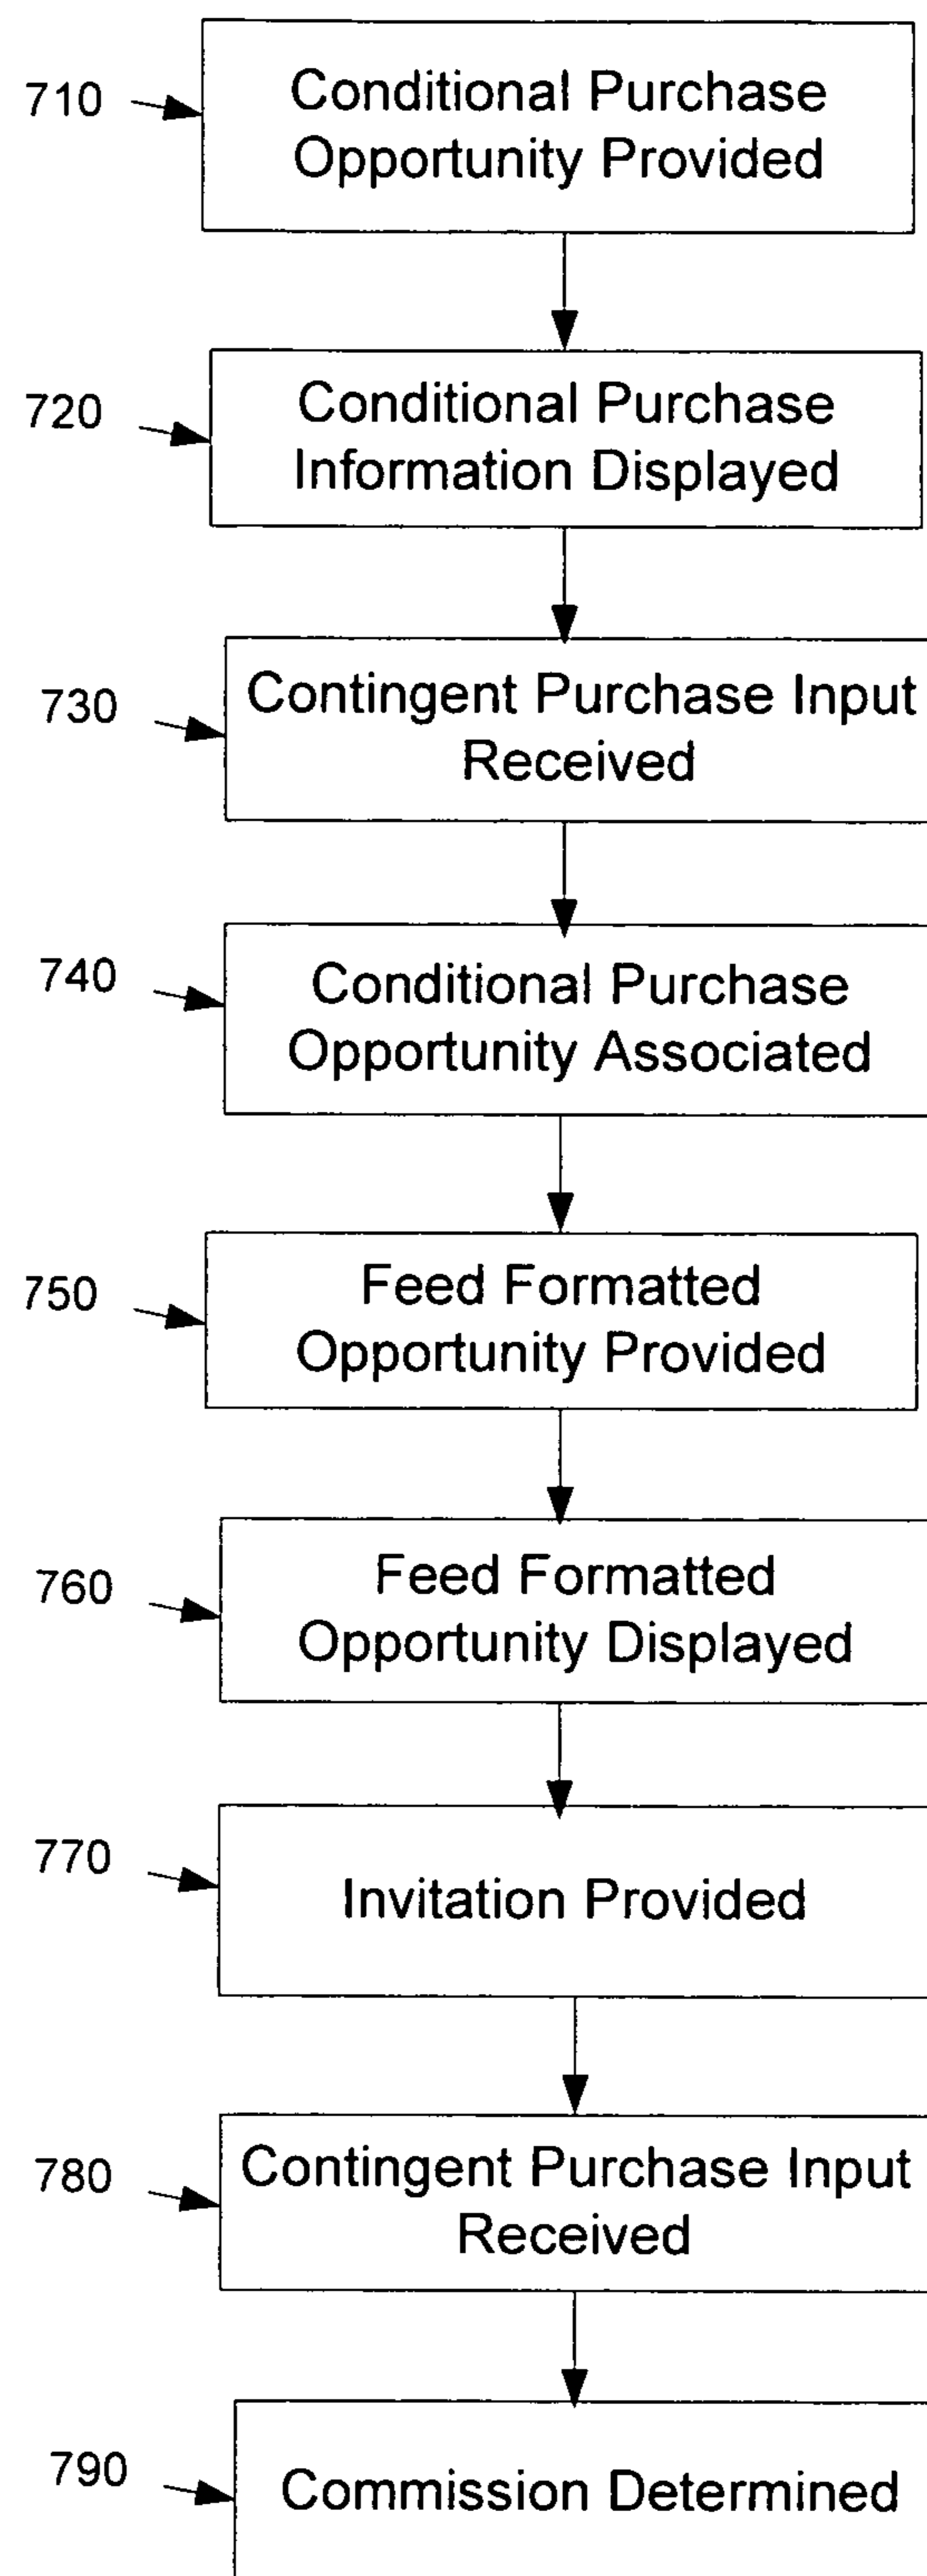 710
Conditional Purchase
Opportunity Provided
720
Conditional Purchase
Information Displayed
730
Contingent Purchase Input
Received
740
Conditional Purchase
Opportunity Associated
750
Feed Formatted
Opportunity Provided
760
Feed Formatted
Opportunity Displayed
770
Invitation Provided
780
Contingent Purchase Input
Received
790
Commission Determined